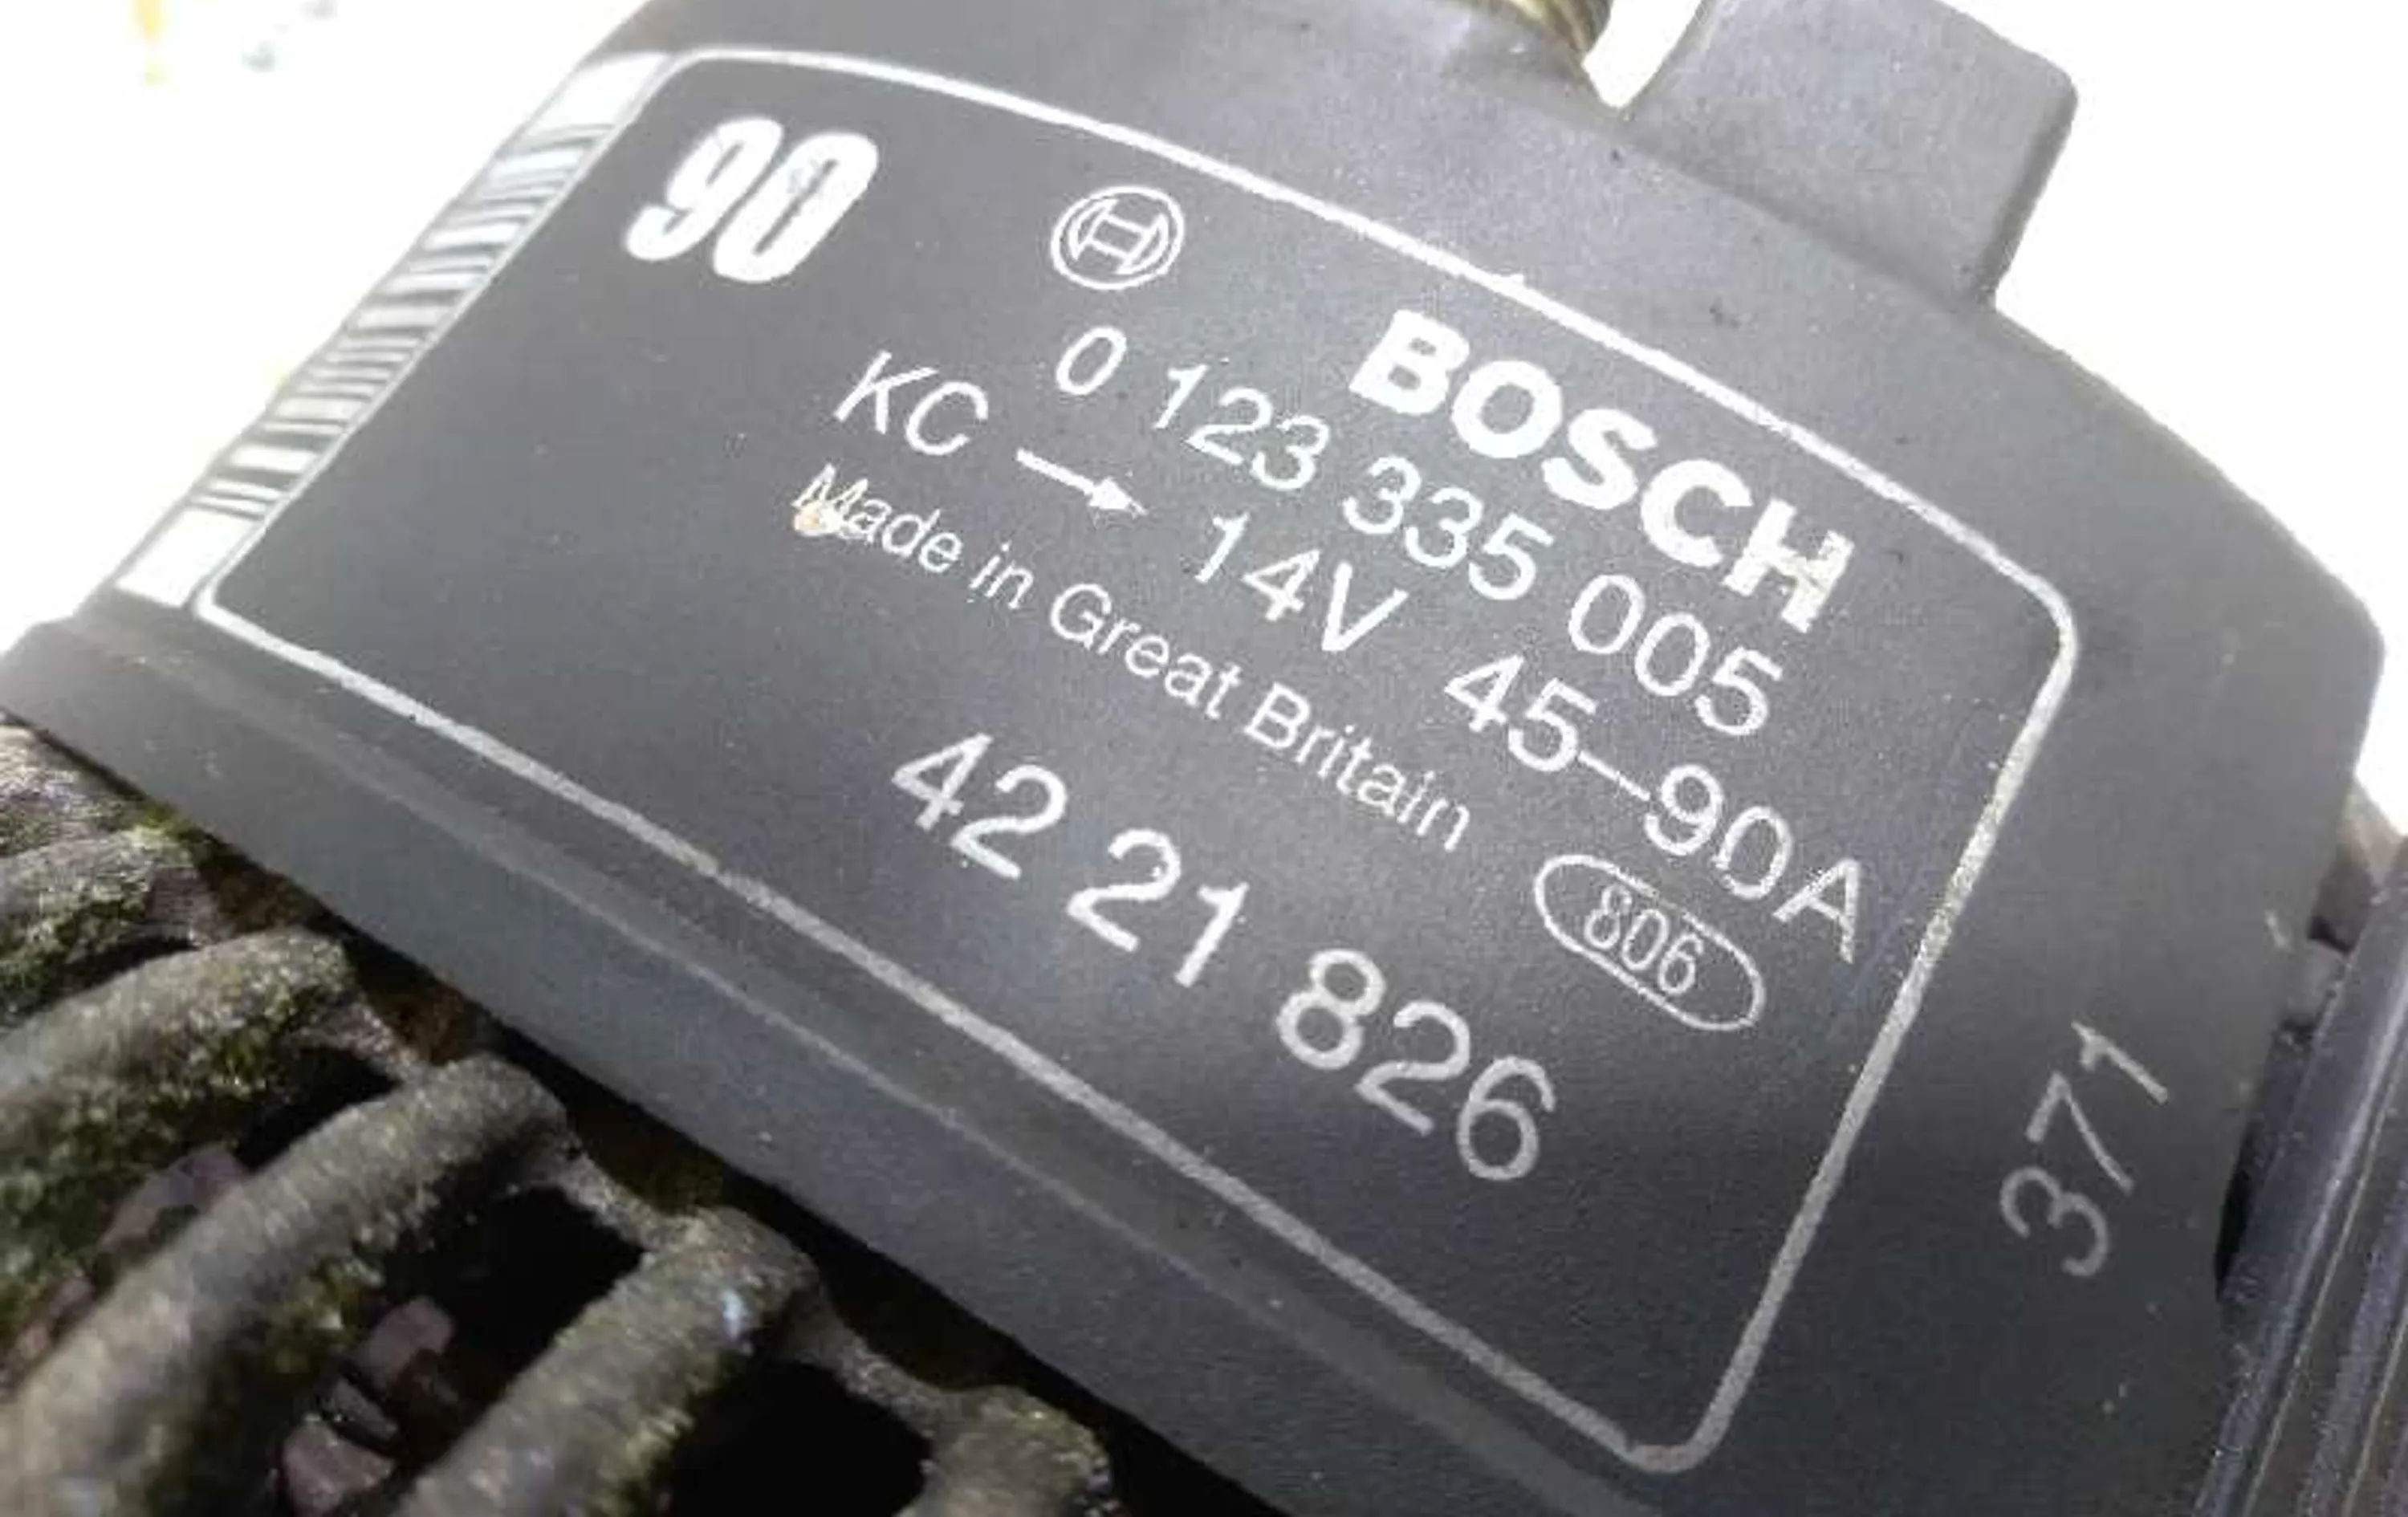 90
BOSCH
0 123 335 005
KC → 14V 45–90A
Made in Great Britain
806
42 21 826
371